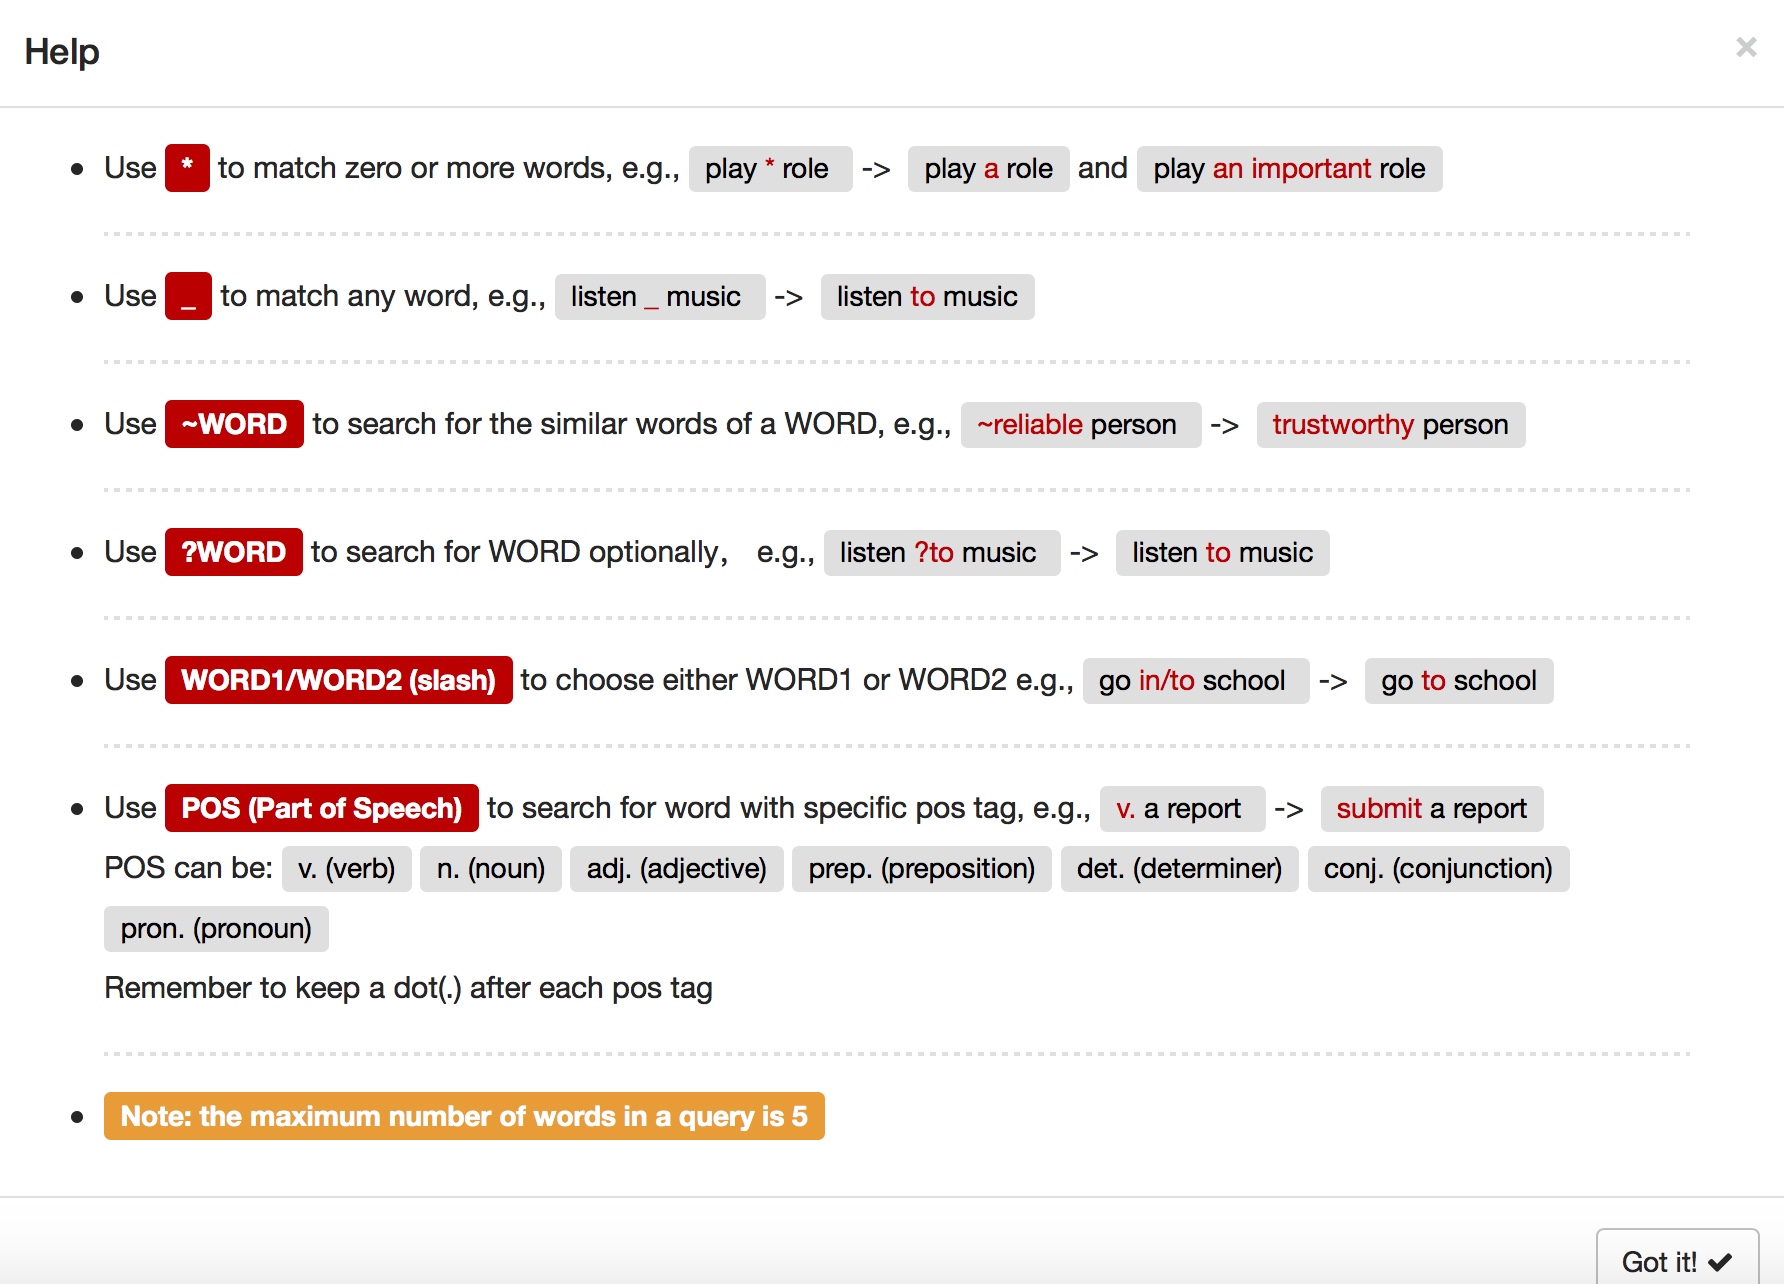 Help ×
• Use * to match zero or more words, e.g., play * role -> play a role and play an important role
• Use _ to match any word, e.g., listen _ music -> listen to music
• Use ~WORD to search for the similar words of a WORD, e.g., ~reliable person -> trustworthy person
• Use ?WORD to search for WORD optionally, e.g., listen ?to music -> listen to music
• Use WORD1/WORD2 (slash) to choose either WORD1 or WORD2 e.g., go in/to school -> go to school
• Use POS (Part of Speech) to search for word with specific pos tag, e.g., v. a report -> submit a report
POS can be: v. (verb) n. (noun) adj. (adjective) prep. (preposition) det. (determiner) conj. (conjunction)
pron. (pronoun)
Remember to keep a dot(.) after each pos tag
• Note: the maximum number of words in a query is 5
Got it! ✔